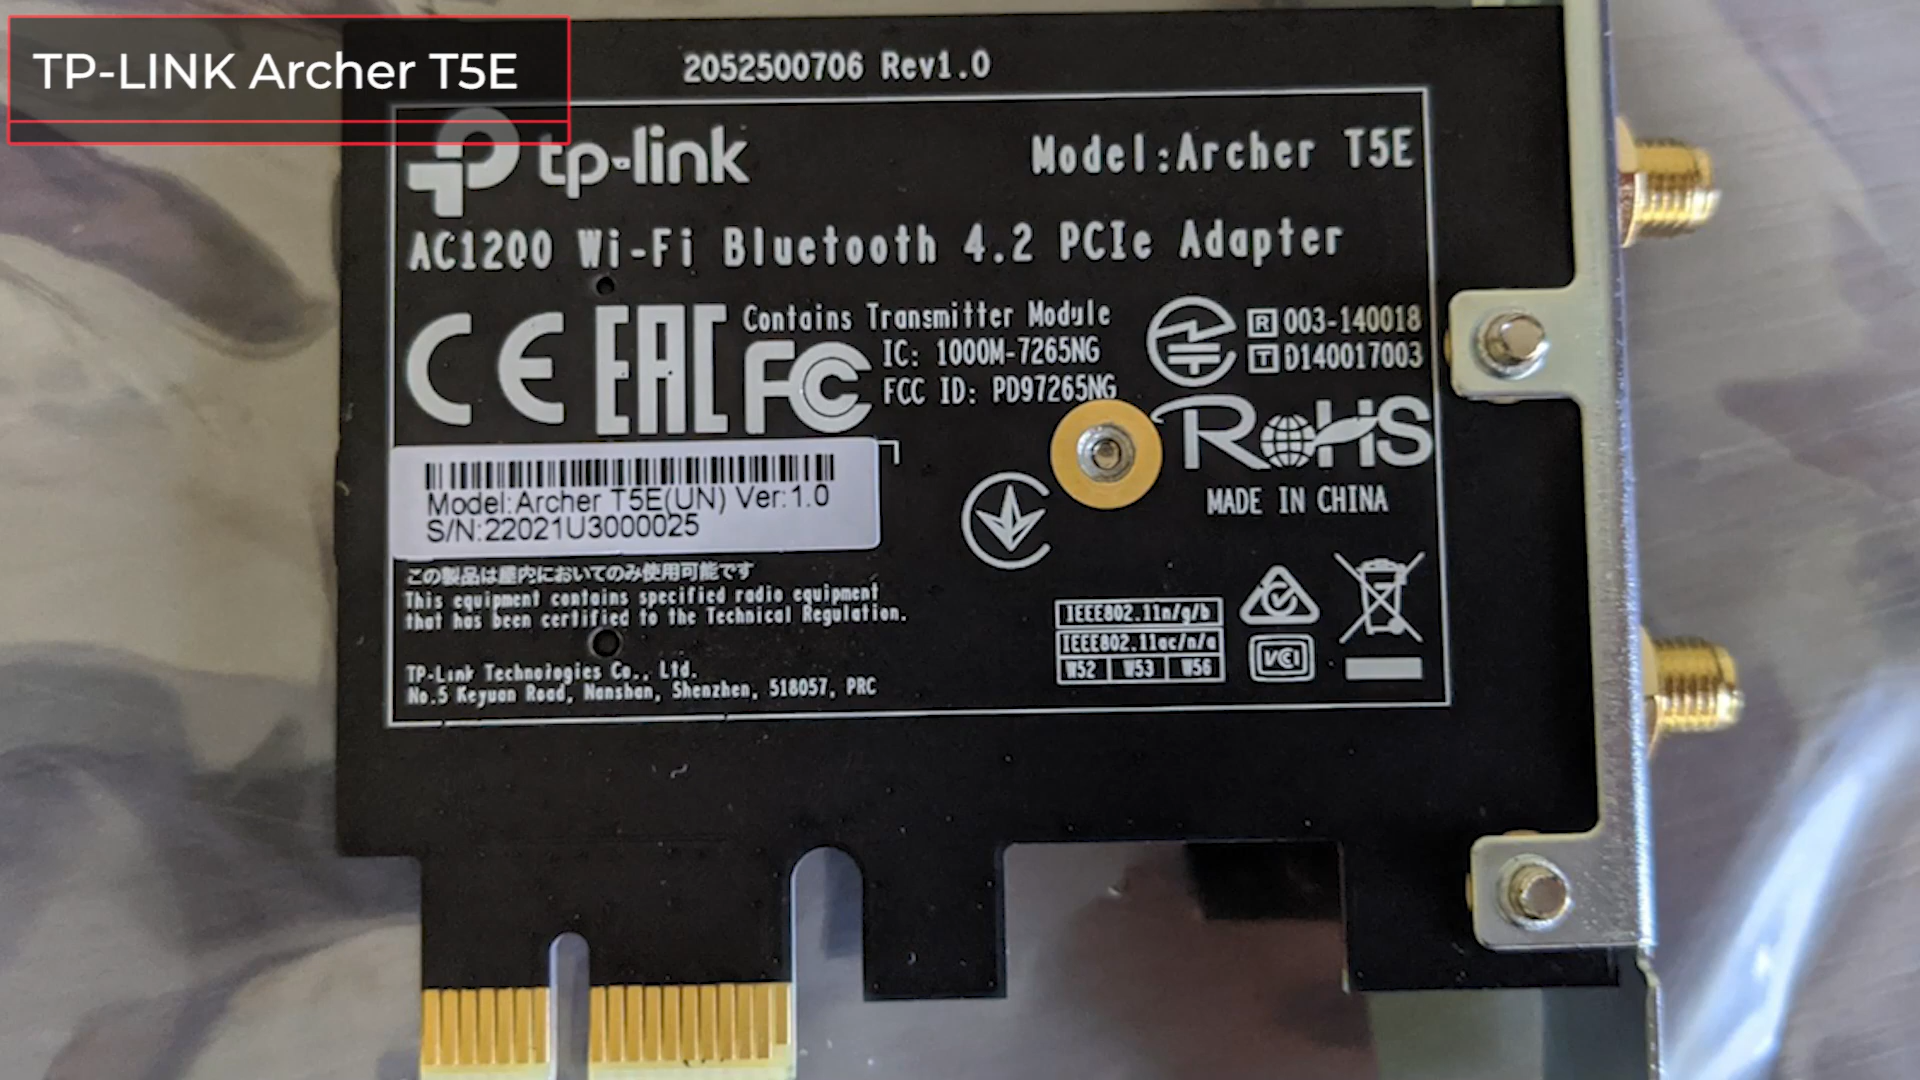 TP-LINK Archer T5E
2052500706 Rev1.0
tp-link
Model:Archer T5E
AC1200 Wi-Fi Bluetooth 4.2 PCIe Adapter
CE EAC FC
Contains Transmitter Module
IC: 1000M-7265NG
FCC ID: PD97265NG
R 003-140018
T D140017003
RoHS
MADE IN CHINA
Model:Archer T5E(UN) Ver:1.0
S/N:22021U3000025
この製品は屋内においてのみ使用可能です
This equipment contains specified radio equipment
that has been certified to the Technical Regulation.
TP-Link Technologies Co., Ltd.
No.5 Keyuan Road, Nanshan, Shenzhen, 518057, PRC
IEEE802.11n/g/b
IEEE802.11ac/n/a
W52 W53 W56
VCI